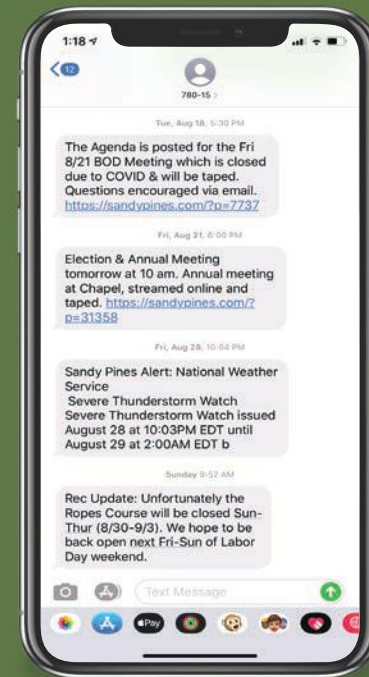 1:18
12
780-15 >
Tue, Aug 18, 5:30 PM
The Agenda is posted for the Fri
8/21 BOD Meeting which is closed
due to COVID & will be taped.
Questions encouraged via email.
https://sandypines.com/?p=7737
Fri, Aug 21, 6:00 PM
Election & Annual Meeting
tomorrow at 10 am. Annual meeting
at Chapel, streamed online and
taped. https://sandypines.com/?
p=31358
Fri, Aug 28, 10:04 PM
Sandy Pines Alert: National Weather
Service
Severe Thunderstorm Watch
Severe Thunderstorm Watch issued
August 28 at 10:03PM EDT until
August 29 at 2:00AM EDT b
Sunday 9:52 AM
Rec Update: Unfortunately the
Ropes Course will be closed Sun-
Thur (8/30-9/3). We hope to be
back open next Fri-Sun of Labor
Day weekend.
Text Message
Pay